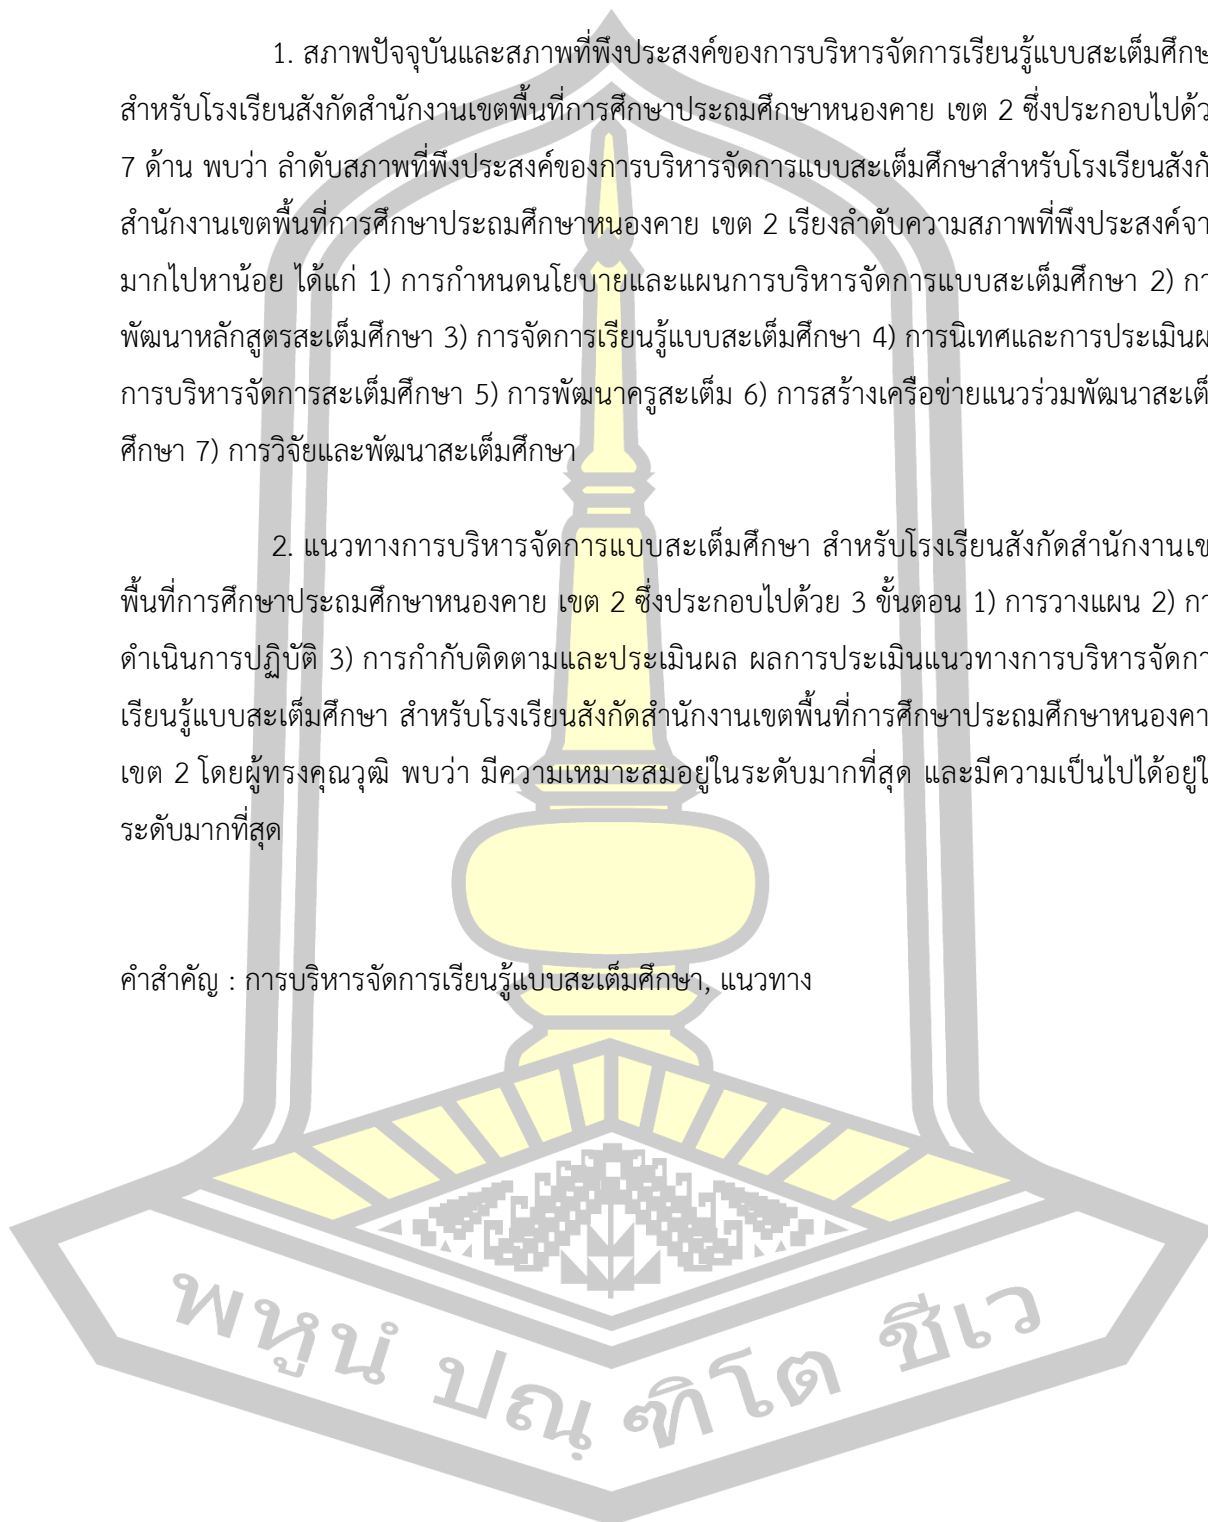 1. สภาพปัจจุบันและสภาพที่พึงประสงค์ของการบริหารจัดการเรียนรู้แบบสะเต็มศึกษ
สำหรับโรงเรียนสังกัดสำนักงานเขตพื้นที่การศึกษาประถมศึกษาหนองคาย เขต 2 ซึ่งประกอบไปด้ว
7 ด้าน พบว่า ลำดับสภาพที่พึงประสงค์ของการบริหารจัดการแบบสะเต็มศึกษาสำหรับโรงเรียนสังกั
สำนักงานเขตพื้นที่การศึกษาประถมศึกษาหนองคาย เขต 2 เรียงลำดับความสภาพที่พึงประสงค์จา
มากไปหาน้อย ได้แก่ 1) การกำหนดนโยบายและแผนการบริหารจัดการแบบสะเต็มศึกษา 2) กา
พัฒนาหลักสูตรสะเต็มศึกษา 3) การจัดการเรียนรู้แบบสะเต็มศึกษา 4) การนิเทศและการประเมินผ
การบริหารจัดการสะเต็มศึกษา 5) การพัฒนาครูสะเต็ม 6) การสร้างเครือข่ายแนวร่วมพัฒนาสะเต็
ศึกษา 7) การวิจัยและพัฒนาสะเต็มศึกษา
2. แนวทางการบริหารจัดการแบบสะเต็มศึกษา สำหรับโรงเรียนสังกัดสำนักงานเข
พื้นที่การศึกษาประถมศึกษาหนองคาย เขต 2 ซึ่งประกอบไปด้วย 3 ขั้นตอน 1) การวางแผน 2) กา
ดำเนินการปฏิบัติ 3) การกำกับติดตามและประเมินผล ผลการประเมินแนวทางการบริหารจัดกา
เรียนรู้แบบสะเต็มศึกษา สำหรับโรงเรียนสังกัดสำนักงานเขตพื้นที่การศึกษาประถมศึกษาหนองคา
เขต 2 โดยผู้ทรงคุณวุฒิ พบว่า มีความเหมาะสมอยู่ในระดับมากที่สุด และมีความเป็นไปได้อยู่ใ
ระดับมากที่สุด
คำสำคัญ : การบริหารจัดการเรียนรู้แบบสะเต็มศึกษา, แนวทาง
พหูนํ ปณฺฑิโต ชีเว